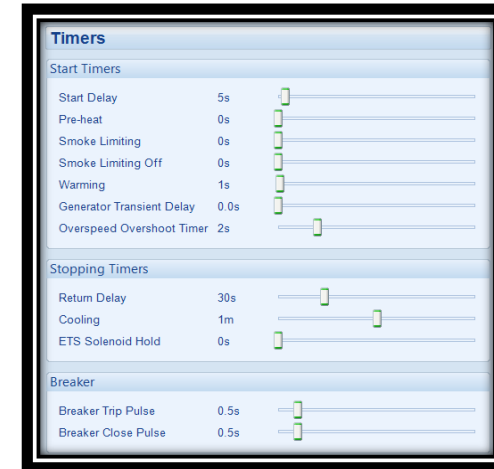 Timers
Start Timers
Start Delay 5s
Pre-heat 0s
Smoke Limiting 0s
Smoke Limiting Off 0s
Warming 1s
Generator Transient Delay 0.0s
Overspeed Overshoot Timer 2s
Stopping Timers
Return Delay 30s
Cooling 1m
ETS Solenoid Hold 0s
Breaker
Breaker Trip Pulse 0.5s
Breaker Close Pulse 0.5s